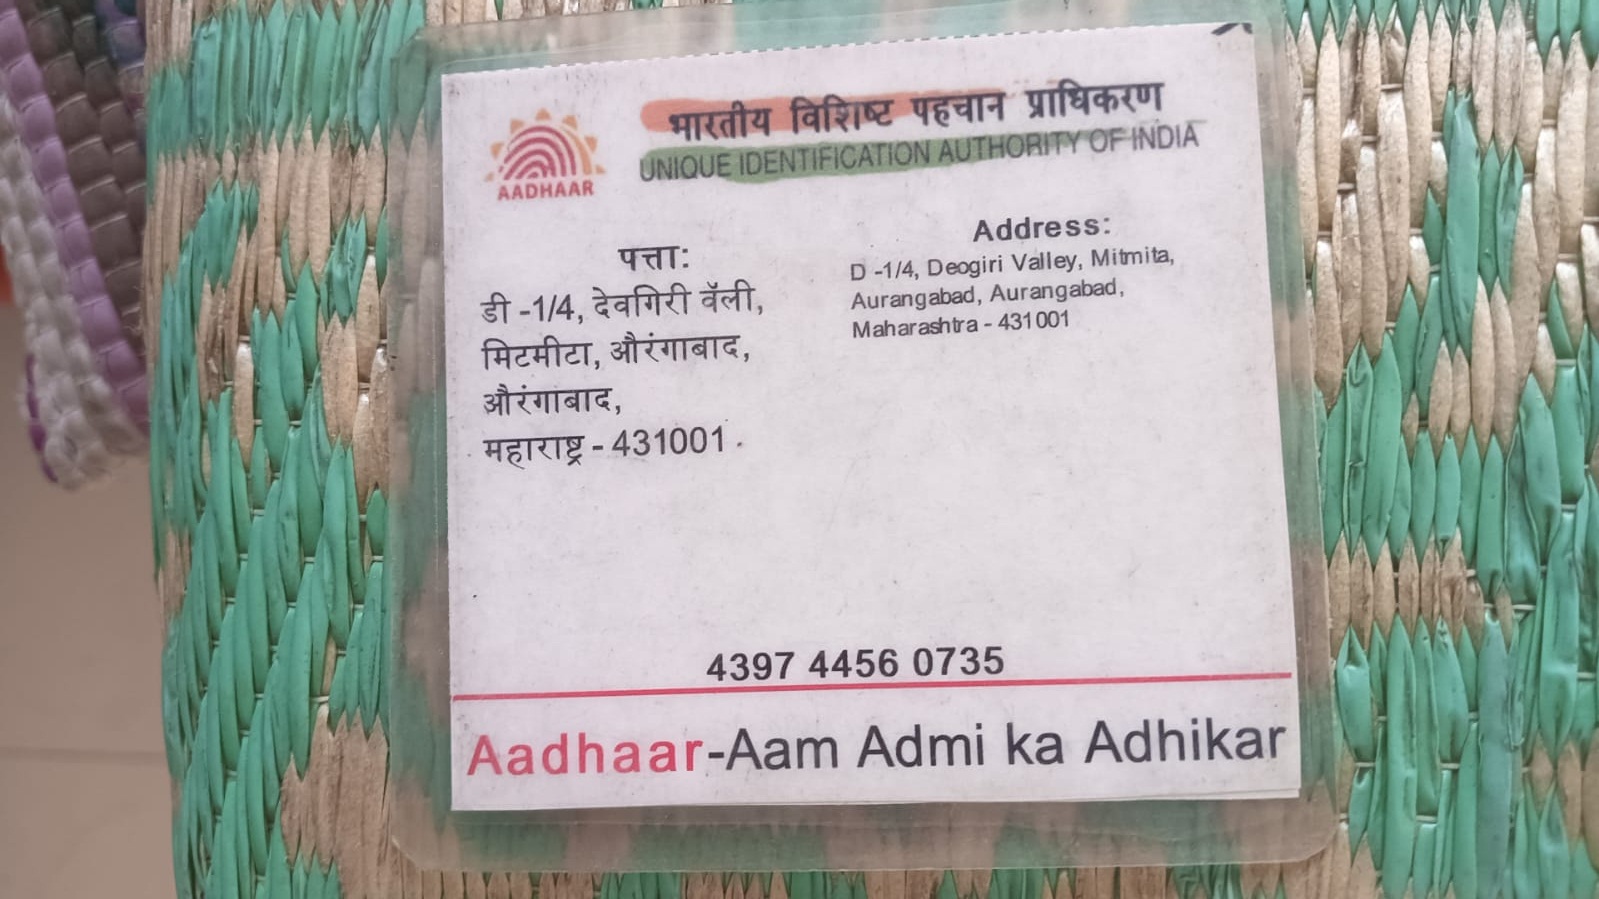 भारतीय विशिष्ट पहचान प्राधिकरण
UNIQUE IDENTIFICATION AUTHORITY OF INDIA
AADHAAR
पत्ता:
डी -1/4, देवगिरी वॅली,
मिटमीटा, औरंगाबाद,
औरंगाबाद,
महाराष्ट्र - 431001
Address:
D -1/4, Deogiri Valley, Mitmita,
Aurangabad, Aurangabad,
Maharashtra - 431001
4397 4456 0735
Aadhaar-Aam Admi ka Adhikar